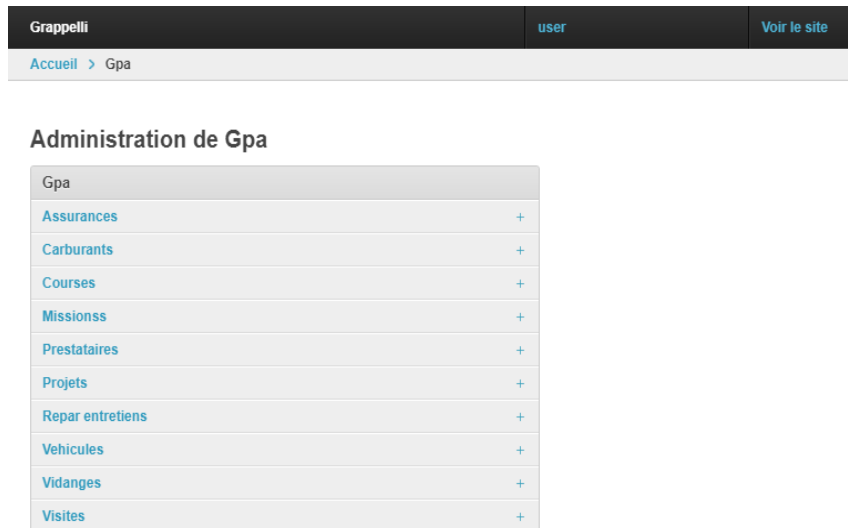 Grappelli user Voir le site
Accueil > Gpa
Administration de Gpa
Gpa
Assurances +
Carburants +
Courses +
Missionss +
Prestataires +
Projets +
Repar entretiens +
Vehicules +
Vidanges +
Visites +